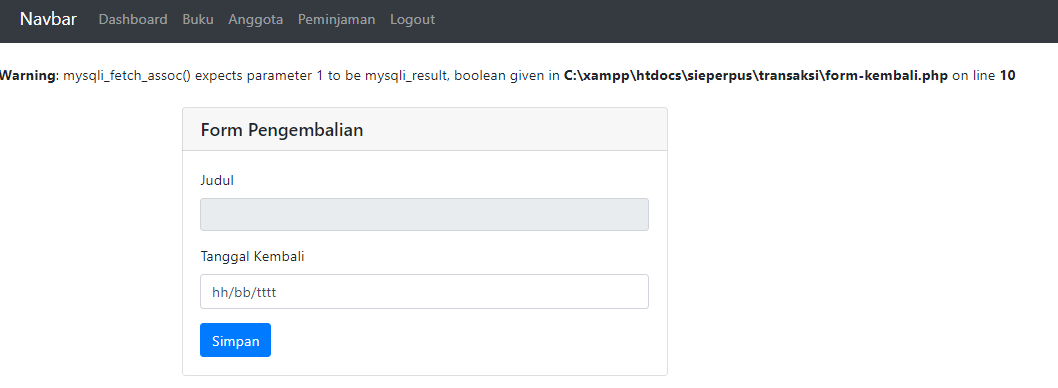 Navbar Dashboard Buku Anggota Peminjaman Logout
Warning: mysqli_fetch_assoc() expects parameter 1 to be mysqli_result, boolean given in C:\xampp\htdocs\sieperpus\transaksi\form-kembali.php on line 10
Form Pengembalian
Judul
Tanggal Kembali
hh/bb/tttt
Simpan